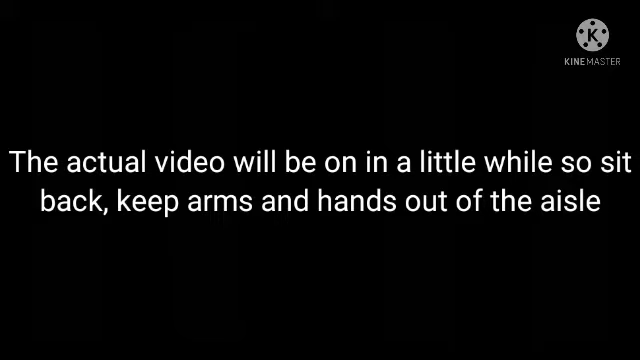 K
KINEMASTER
The actual video will be on in a little while so sit
back, keep arms and hands out of the aisle